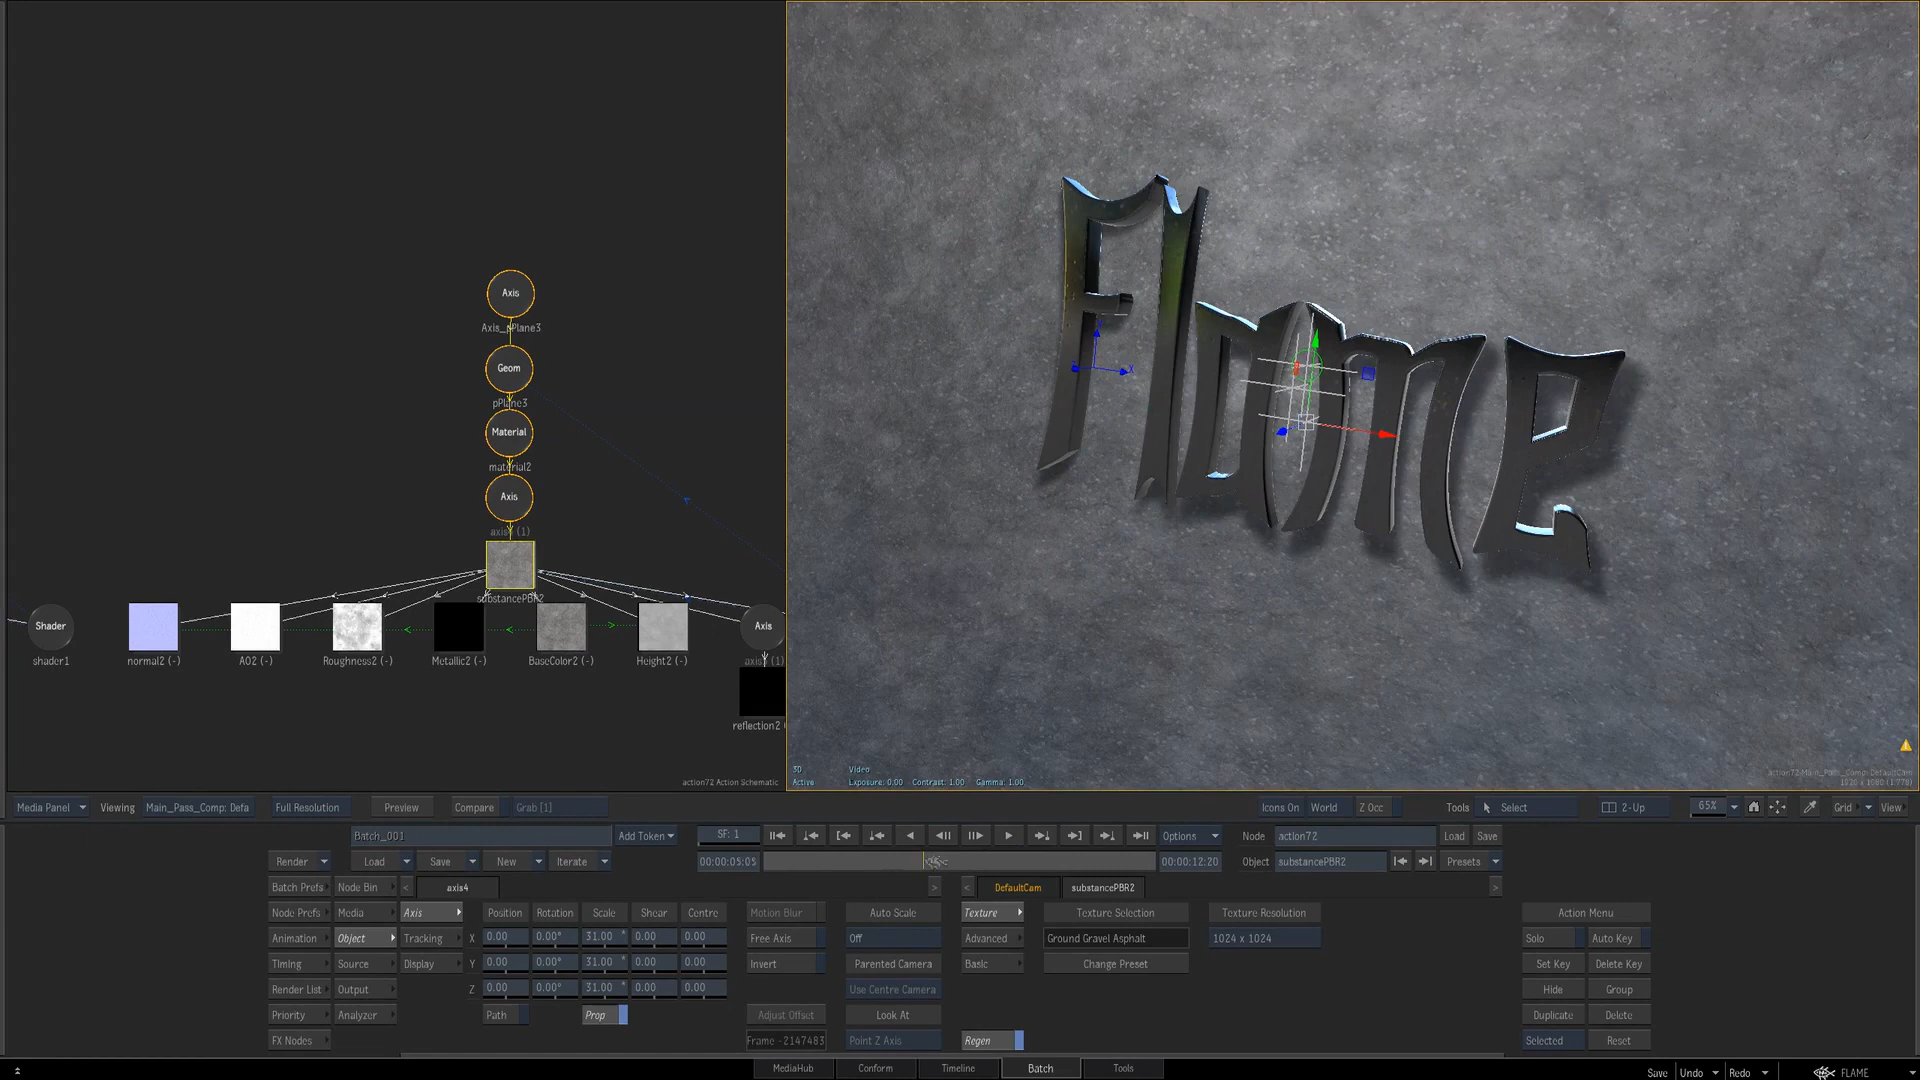 Flame
Axis
Axis_pPlane3
Geom
pPlane3
Material
material2
Axis
axis4 (1)
substancePBR2
Shader
Axis
shader1
normal2 (-)
AO2 (-)
Roughness2 (-)
Metallic2 (-)
BaseColor2 (-)
Height2 (-)
reflection2
action72 Action Schematic
3D
Video
Active
Exposure: 0.00
Contrast: 1.00
Gamma: 1.00
action72 Main_Pass_Comp: DefaultCam
1920 x 1080 (1.778)
Media Panel
Viewing
Main_Pass_Comp: Defa
Full Resolution
Preview
Compare
Grab [1]
Icons On
World
Z Occ
Tools
Select
2-Up
65%
Grid
View
Batch_001
Add Token
SF: 1
Options
Node
action72
Load
Save
Render
Load
Save
New
Iterate
00:00:05:05
00:00:12:20
Object
substancePBR2
Presets
Batch Prefs
Node Bin
<
axis4
>
<
DefaultCam
substancePBR2
>
Node Prefs
Media
Axis
Position
Rotation
Scale
Shear
Centre
Motion Blur
Auto Scale
Texture
Texture Selection
Texture Resolution
Action Menu
Animation
Object
Tracking
X
0.00
0.00°
31.00 *
0.00
0.00
Free Axis
Off
Advanced
Ground Gravel Asphalt
1024 x 1024
Solo
Auto Key
Timing
Source
Display
Y
0.00
0.00°
31.00 *
0.00
0.00
Invert
Parented Camera
Basic
Change Preset
Set Key
Delete Key
Render List
Output
Z
0.00
0.00°
31.00 *
0.00
0.00
Use Centre Camera
Hide
Group
Priority
Analyzer
Path
Prop
Adjust Offset
Look At
Duplicate
Delete
FX Nodes
Frame -2147483
Point Z Axis
Regen
Selected
Reset
MediaHub
Conform
Timeline
Batch
Tools
Save
Undo
Redo
FLAME